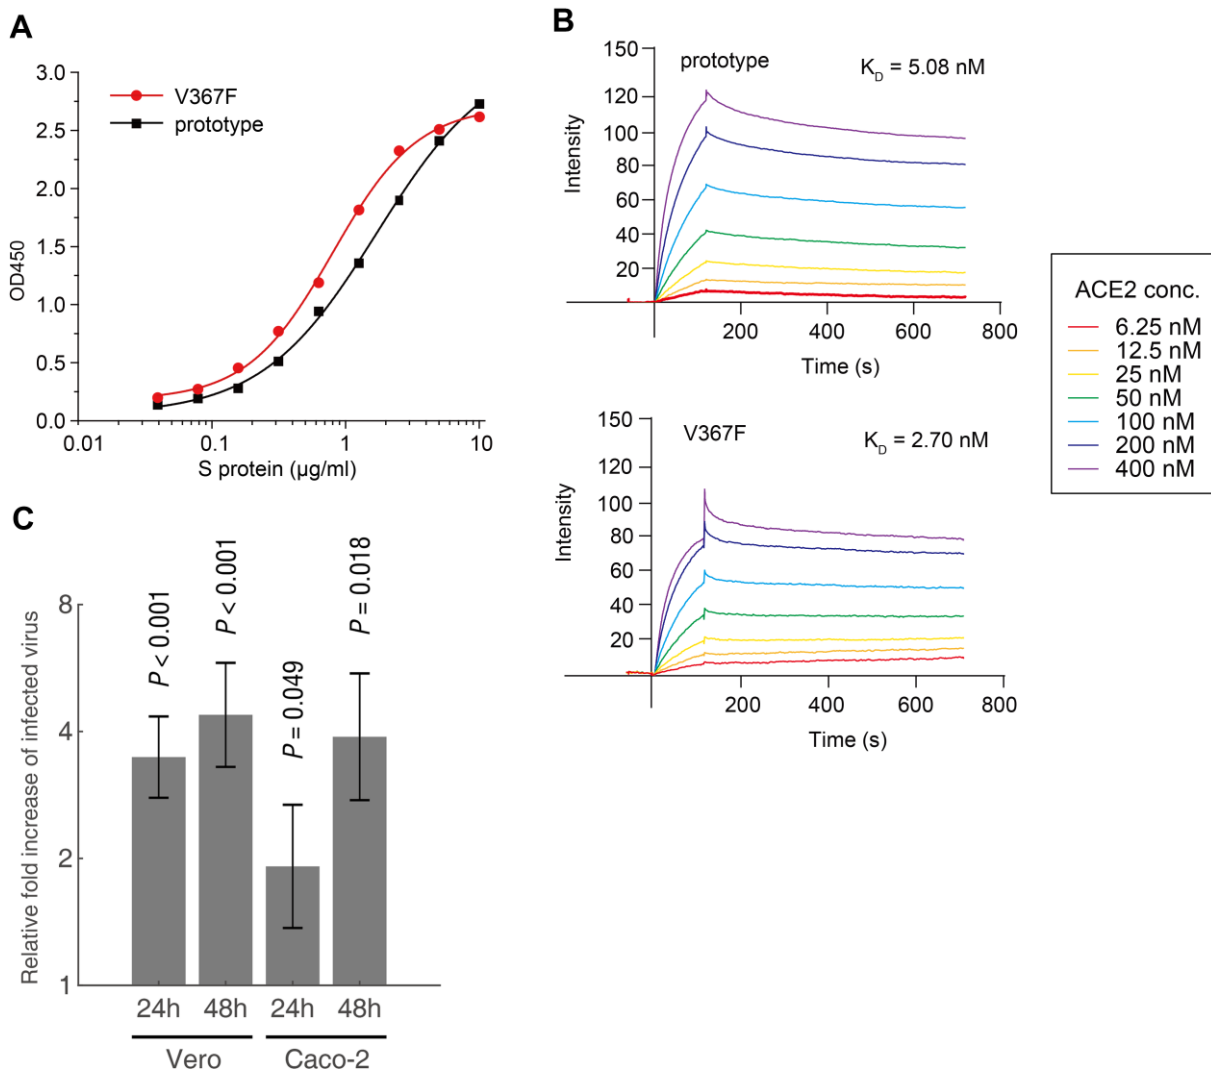 A
3.0
2.5
2.0
1.5
1.0
0.5
0.0
OD450
V367F
prototype
0.01
0.1
1
10
S protein (µg/ml)
B
150
120
100
80
60
40
20
Intensity
prototype
K_D = 5.08 nM
200
400
600
800
Time (s)
150
120
100
80
60
40
20
Intensity
V367F
K_D = 2.70 nM
200
400
600
800
Time (s)
ACE2 conc.
6.25 nM
12.5 nM
25 nM
50 nM
100 nM
200 nM
400 nM
C
8
4
2
1
Relative fold increase of infected virus
P < 0.001
P < 0.001
P = 0.049
P = 0.018
24h
48h
24h
48h
Vero
Caco-2